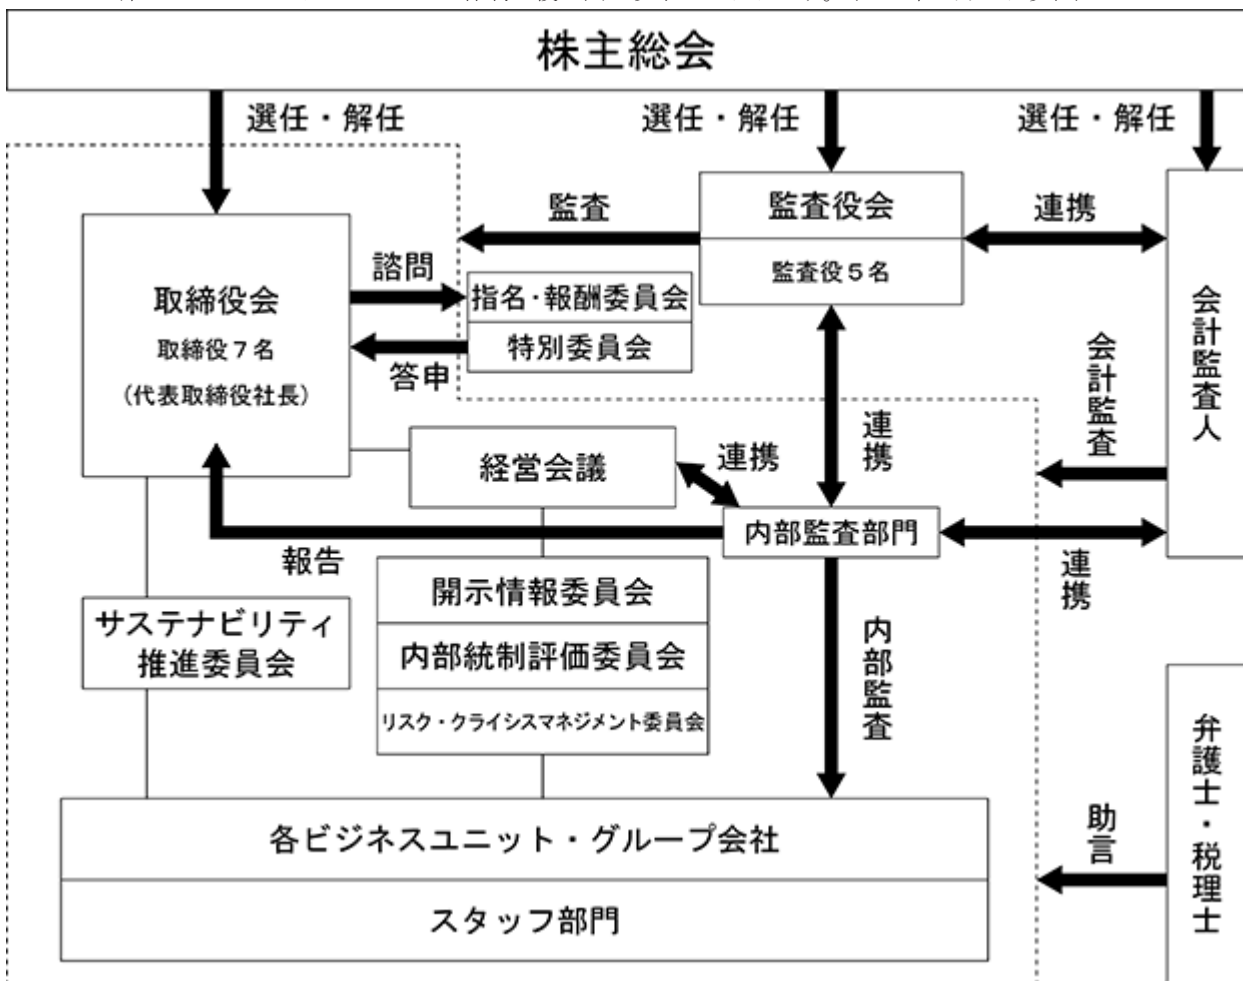 株主総会
選任・解任
選任・解任
選任・解任
監査
監査役会
監査役5名
連携
諮問
取締役会
取締役7名
(代表取締役社長)
指名・報酬委員会
特別委員会
答申
会計監査人
会計監査
連携
経営会議
連携
内部監査部門
報告
連携
開示情報委員会
内部統制評価委員会
リスク・クライシスマネジメント委員会
サステナビリティ
推進委員会
内部監査
各ビジネスユニット・グループ会社
スタッフ部門
助言
弁護士・税理士